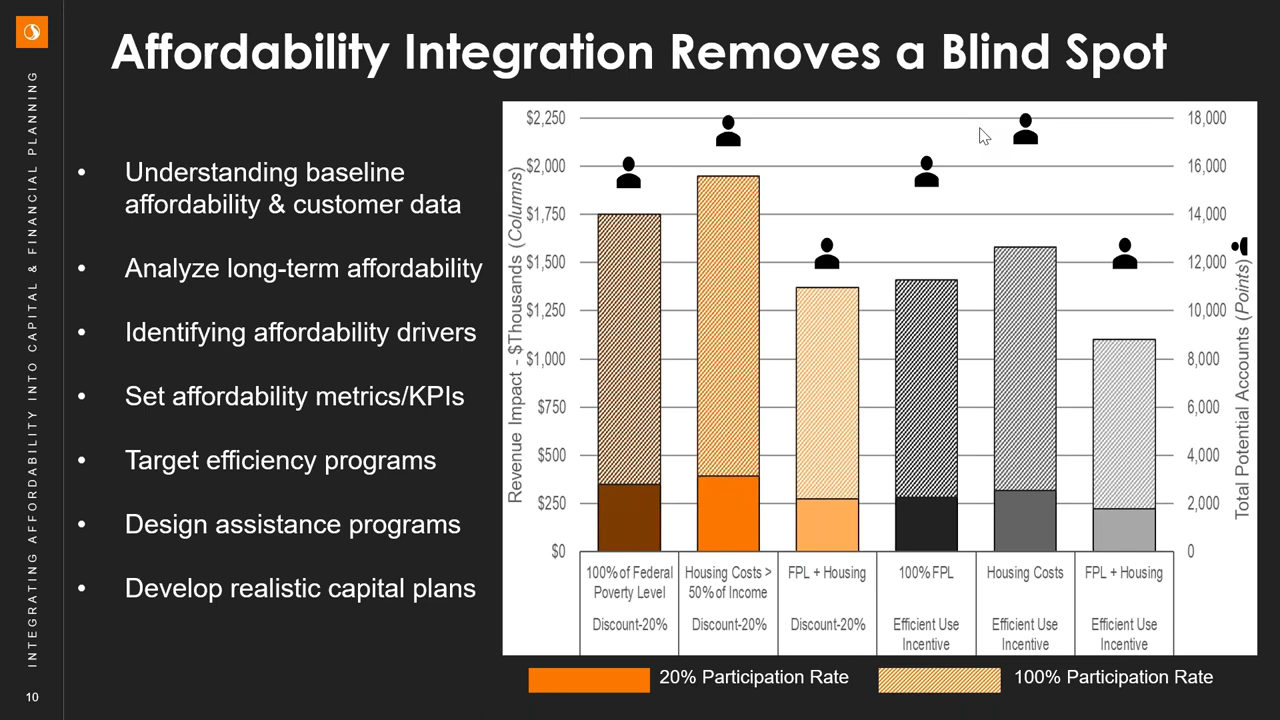 Affordability Integration Removes a Blind Spot
INTEGRATING AFFORDABILITY INTO CAPITAL & FINANCIAL PLANNING
10
• Understanding baseline
affordability & customer data
• Analyze long-term affordability
• Identifying affordability drivers
• Set affordability metrics/KPIs
• Target efficiency programs
• Design assistance programs
• Develop realistic capital plans
Revenue Impact - $Thousands (Columns)
$2,250
$2,000
$1,750
$1,500
$1,250
$1,000
$750
$500
$250
$0
18,000
16,000
14,000
12,000
10,000
8,000
6,000
4,000
2,000
0
Total Potential Accounts (Points)
100% of Federal
Poverty Level
Discount-20%
Housing Costs >
50% of Income
Discount-20%
FPL + Housing
Discount-20%
100% FPL
Efficient Use
Incentive
Housing Costs
Efficient Use
Incentive
FPL + Housing
Efficient Use
Incentive
20% Participation Rate
100% Participation Rate